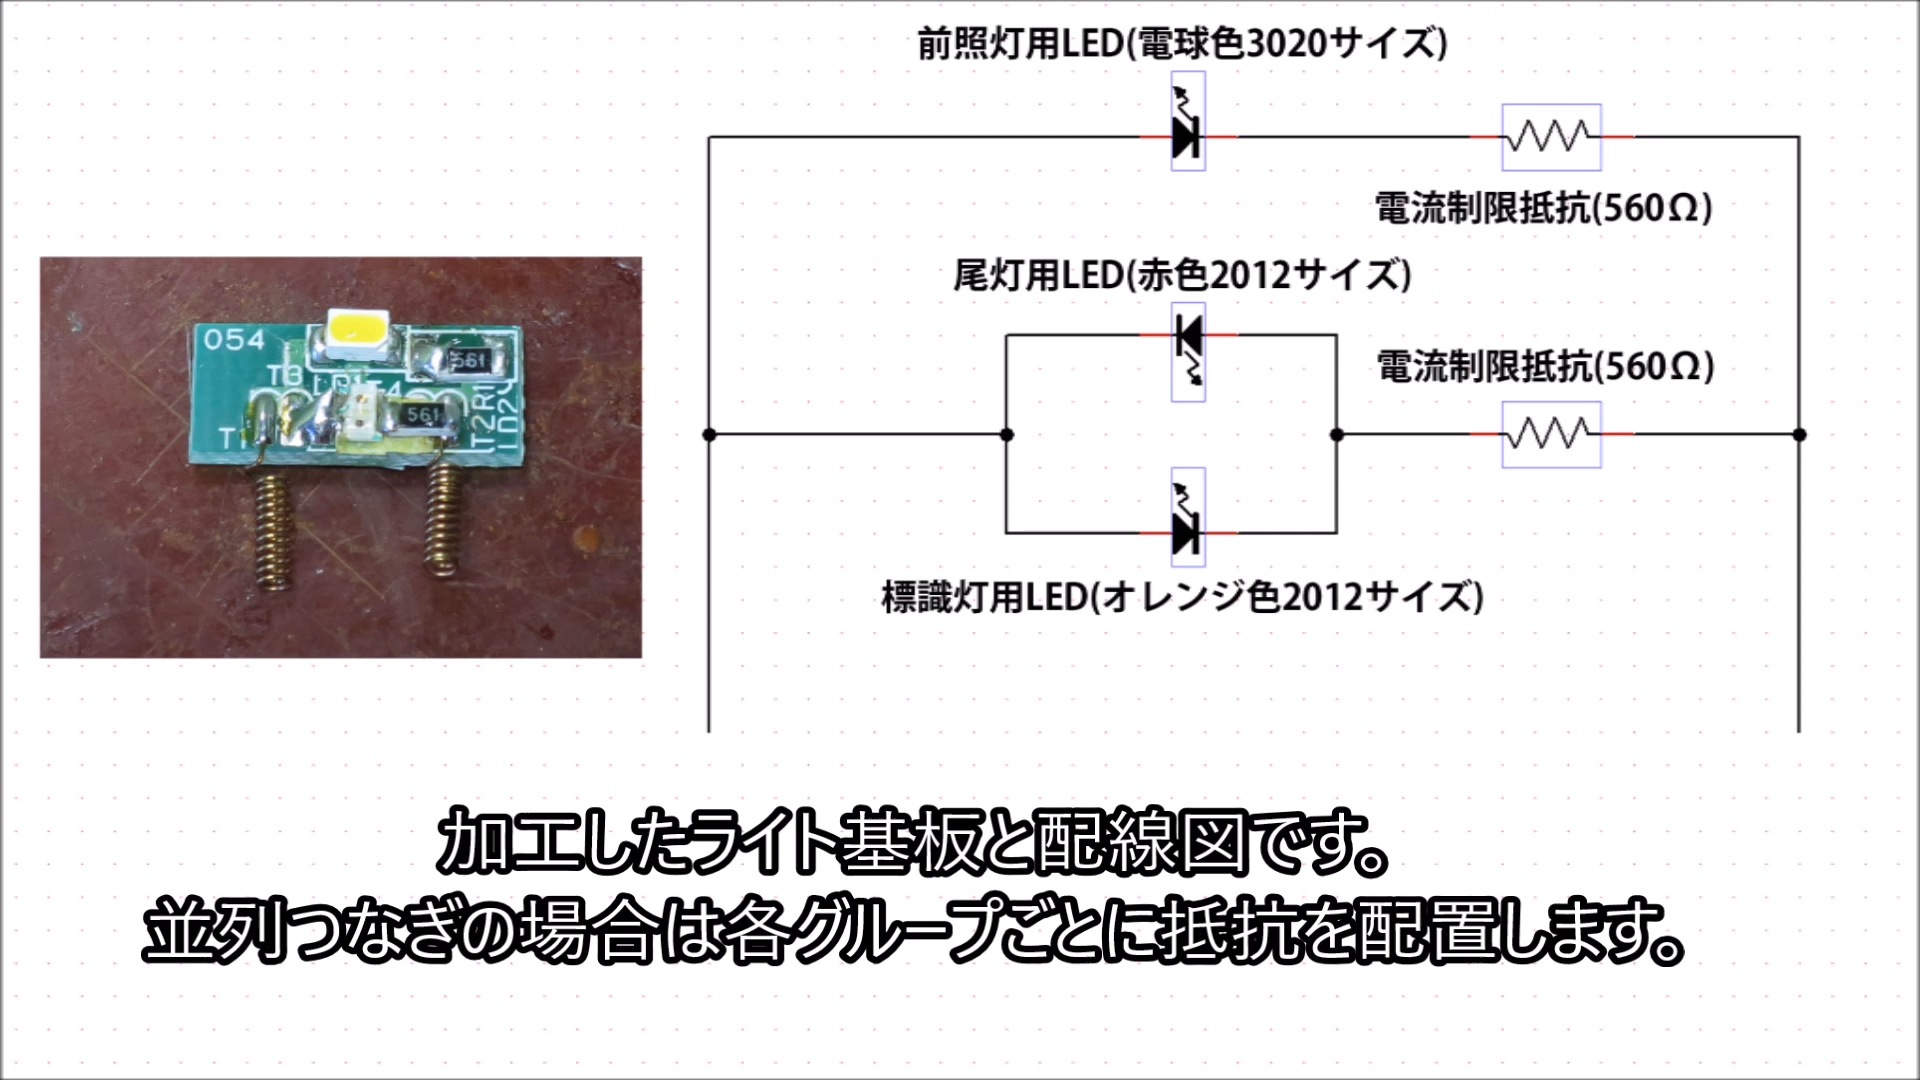 前照灯用LED(電球色3020サイズ)
電流制限抵抗(560Ω)
尾灯用LED(赤色2012サイズ)
電流制限抵抗(560Ω)
標識灯用LED(オレンジ色2012サイズ)
054
561
T3
561
T2
R1
LD2
加工したライト基板と配線図です。
並列つなぎの場合は各グループごとに抵抗を配置します。